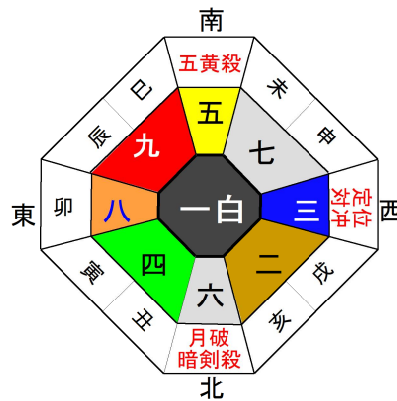 南
五黄殺
巳
未
五
辰
申
九
七
東
卯
八
一白
三
定位
対冲
西
四
二
寅
戌
六
丑
亥
月破
暗剣殺
北